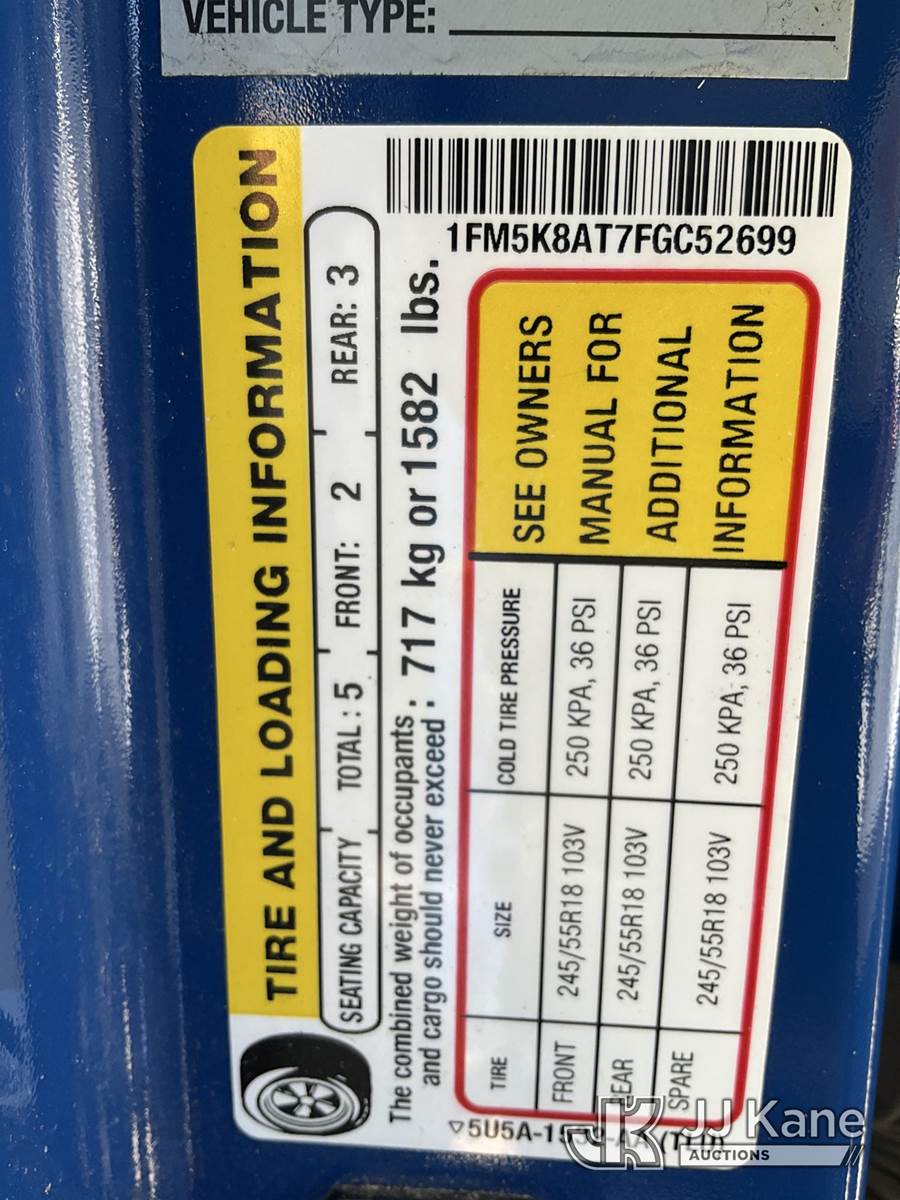 VEHICLE TYPE:
TIRE AND LOADING INFORMATION
1FM5K8AT7FGC52699
SEATING CAPACITY TOTAL: 5 FRONT: 2 REAR: 3
The combined weight of occupants
and cargo should never exceed : 717 kg or 1582 lbs.
TIRE SIZE COLD TIRE PRESSURE
FRONT 245/55R18 103V 250 KPA, 36 PSI
REAR 245/55R18 103V 250 KPA, 36 PSI
SPARE 245/55R18 103V 250 KPA, 36 PSI
SEE OWNERS
MANUAL FOR
ADDITIONAL
INFORMATION
JJ Kane
AUCTIONS